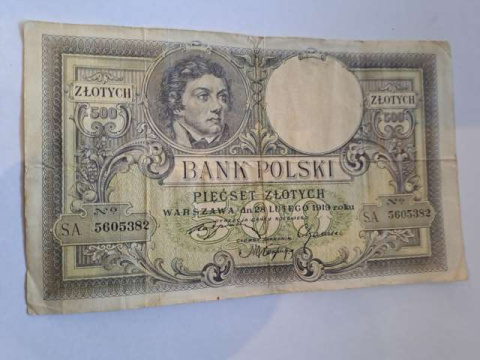 ZŁOTYCH ZŁOTYCH
500 500
BANK POLSKI
PIĘĆSET ZŁOTYCH
WARSZAWA, dn 28 LUTEGO 1919 roku
Nº Nº
SA 5605382 SA 5605382
500